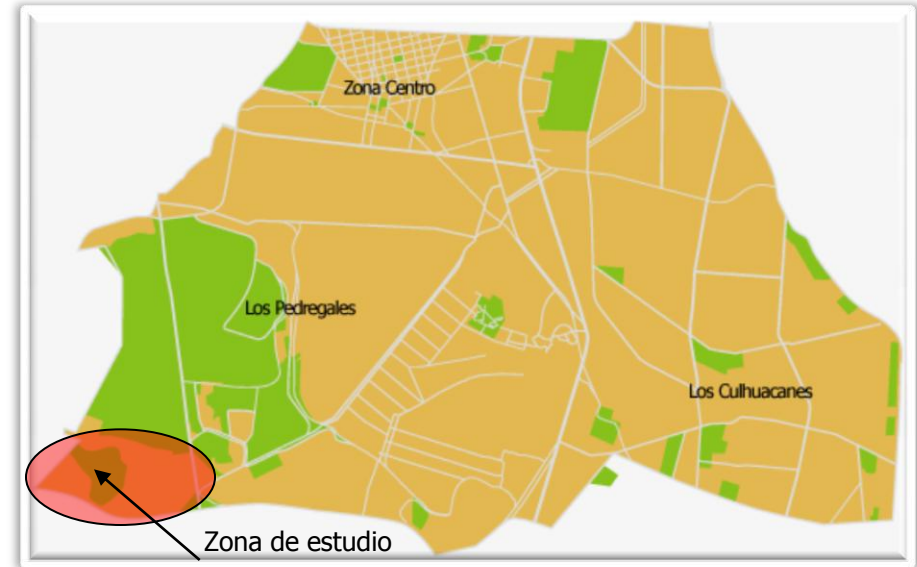 Zona Centro
Los Pedregales
Los Culhuacanes
Zona de estudio